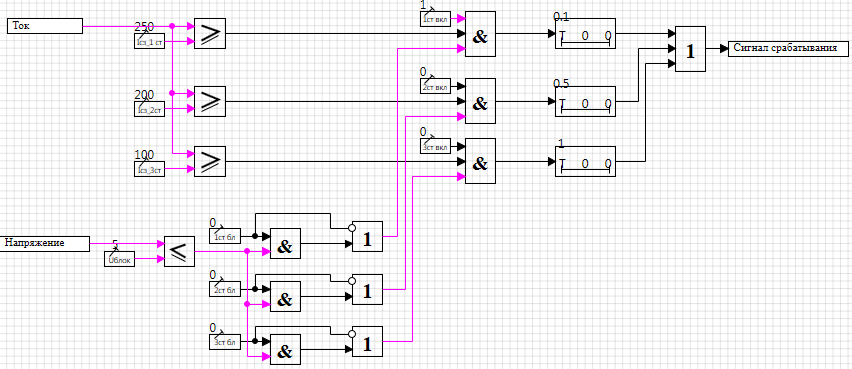 Ток
250
Iсз_1 ст
≥
1
1ст вкл
&
0.1
T 0 0
1
Сигнал срабатывания
200
Iсз_2ст
≥
0
2ст вкл
&
0.5
T 0 0
100
Iсз_3ст
≥
0
3ст вкл
&
1
T 0 0
Напряжение
5
Uблок
≤
0
1ст бл
&
1
0
2ст бл
&
1
0
3ст бл
&
1